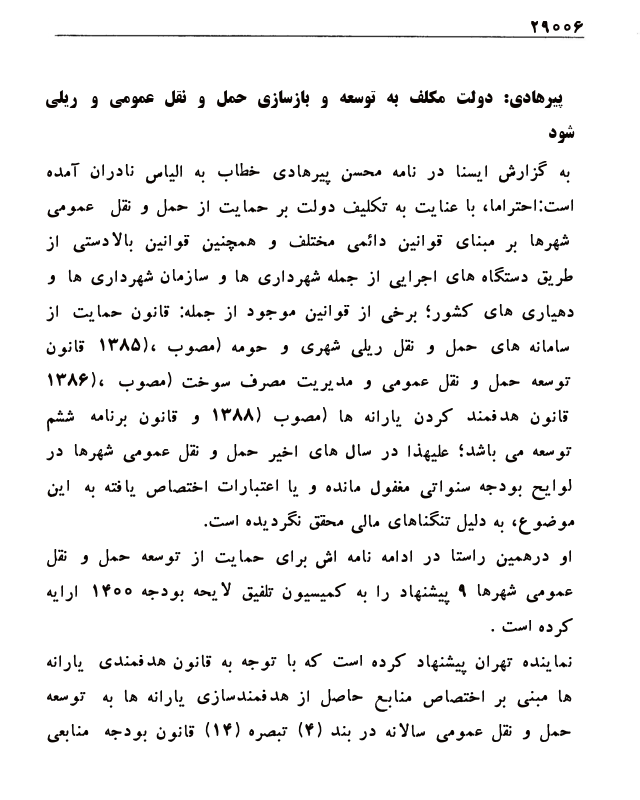 ۲۹۰۰۶
پیرهادی: دولت مکلف به توسعه و بازسازی حمل و نقل عمومی و ریلی
شود
به گزارش ایسنا در نامه محسن پیرهادی خطاب به الیاس نادران آمده
است:احتراما، با عنایت به تکلیف دولت بر حمایت از حمل و نقل عمومی
شهرها بر مبنای قوانین دائمی مختلف و همچنین قوانین بالادستی از
طریق دستگاه های اجرایی از جمله شهرداری ها و سازمان شهرداری ها و
دهیاری های کشور؛ برخی از قوانین موجود از جمله: قانون حمایت از
سامانه های حمل و نقل ریلی شهری و حومه (مصوب ،(۱۳۸۵ قانون
توسعه حمل و نقل عمومی و مدیریت مصرف سوخت (مصوب ،(۱۳۸۶
قانون هدفمند کردن یارانه ها (مصوب (۱۳۸۸ و قانون برنامه ششم
توسعه می باشد؛ علیهذا در سال های اخیر حمل و نقل عمومی شهرها در
لوایح بودجه سنواتی مغفول مانده و یا اعتبارات اختصاص یافته به این
موضوع، به دلیل تنگناهای مالی محقق نگردیده است.
او درهمین راستا در ادامه نامه اش برای حمایت از توسعه حمل و نقل
عمومی شهرها ۹ پیشنهاد را به کمیسیون تلفیق لایحه بودجه ۱۴۰۰ ارایه
کرده است .
نماینده تهران پیشنهاد کرده است که با توجه به قانون هدفمندی یارانه
ها مبنی بر اختصاص منابع حاصل از هدفمندسازی یارانه ها به توسعه
حمل و نقل عمومی سالانه در بند (۴) تبصره (۱۴) قانون بودجه منابعی